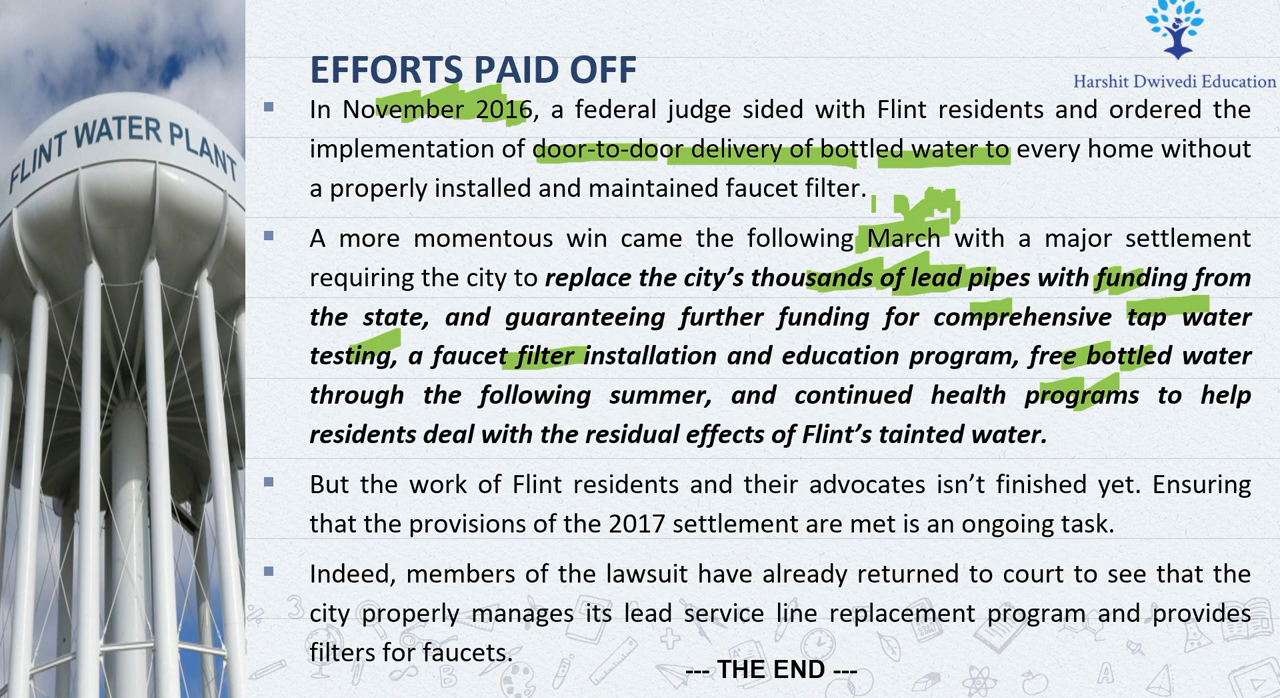 FLINT WATER PLANT
Harshit Dwivedi Education
EFFORTS PAID OFF
▪ In November 2016, a federal judge sided with Flint residents and ordered the
implementation of door-to-door delivery of bottled water to every home without
a properly installed and maintained faucet filter.
▪ A more momentous win came the following March with a major settlement
requiring the city to replace the city’s thousands of lead pipes with funding from
the state, and guaranteeing further funding for comprehensive tap water
testing, a faucet filter installation and education program, free bottled water
through the following summer, and continued health programs to help
residents deal with the residual effects of Flint’s tainted water.
▪ But the work of Flint residents and their advocates isn’t finished yet. Ensuring
that the provisions of the 2017 settlement are met is an ongoing task.
▪ Indeed, members of the lawsuit have already returned to court to see that the
city properly manages its lead service line replacement program and provides
filters for faucets.
--- THE END ---